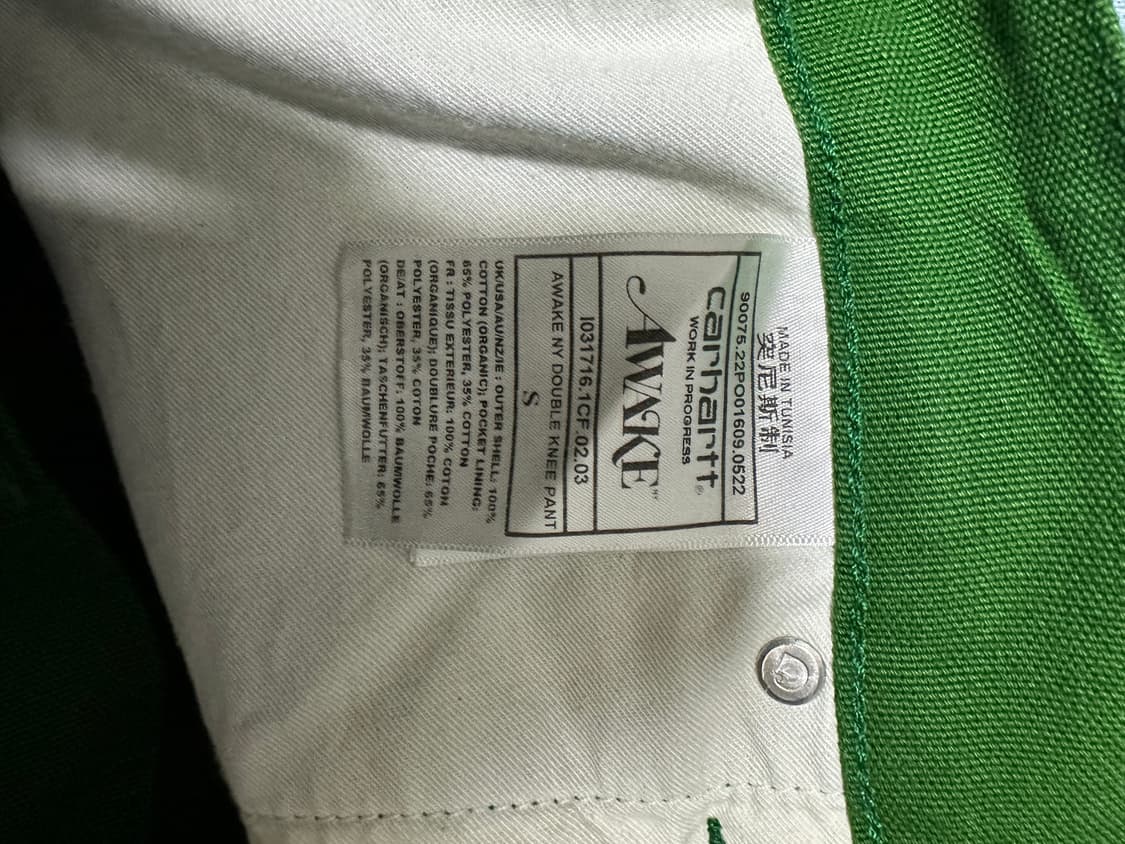 MADE IN TUNISIA
突尼斯制
90075.22PO01609.0522
carhartt®
WORK IN PROGRESS
AWAKE NY
I031716.1CF.02.03
AWAKE NY DOUBLE KNEE PANT
S
UK/USA/AU/NZ/IE : OUTER SHELL: 100%
COTTON (ORGANIC); POCKET LINING:
65% POLYESTER, 35% COTTON
FR : TISSU EXTERIEUR: 100% COTON
(ORGANIQUE); DOUBLURE POCHE: 65%
POLYESTER, 35% COTON
DE/AT : OBERSTOFF: 100% BAUMWOLLE
(ORGANISCH); TASCHENFUTTER: 65%
POLYESTER, 35% BAUMWOLLE